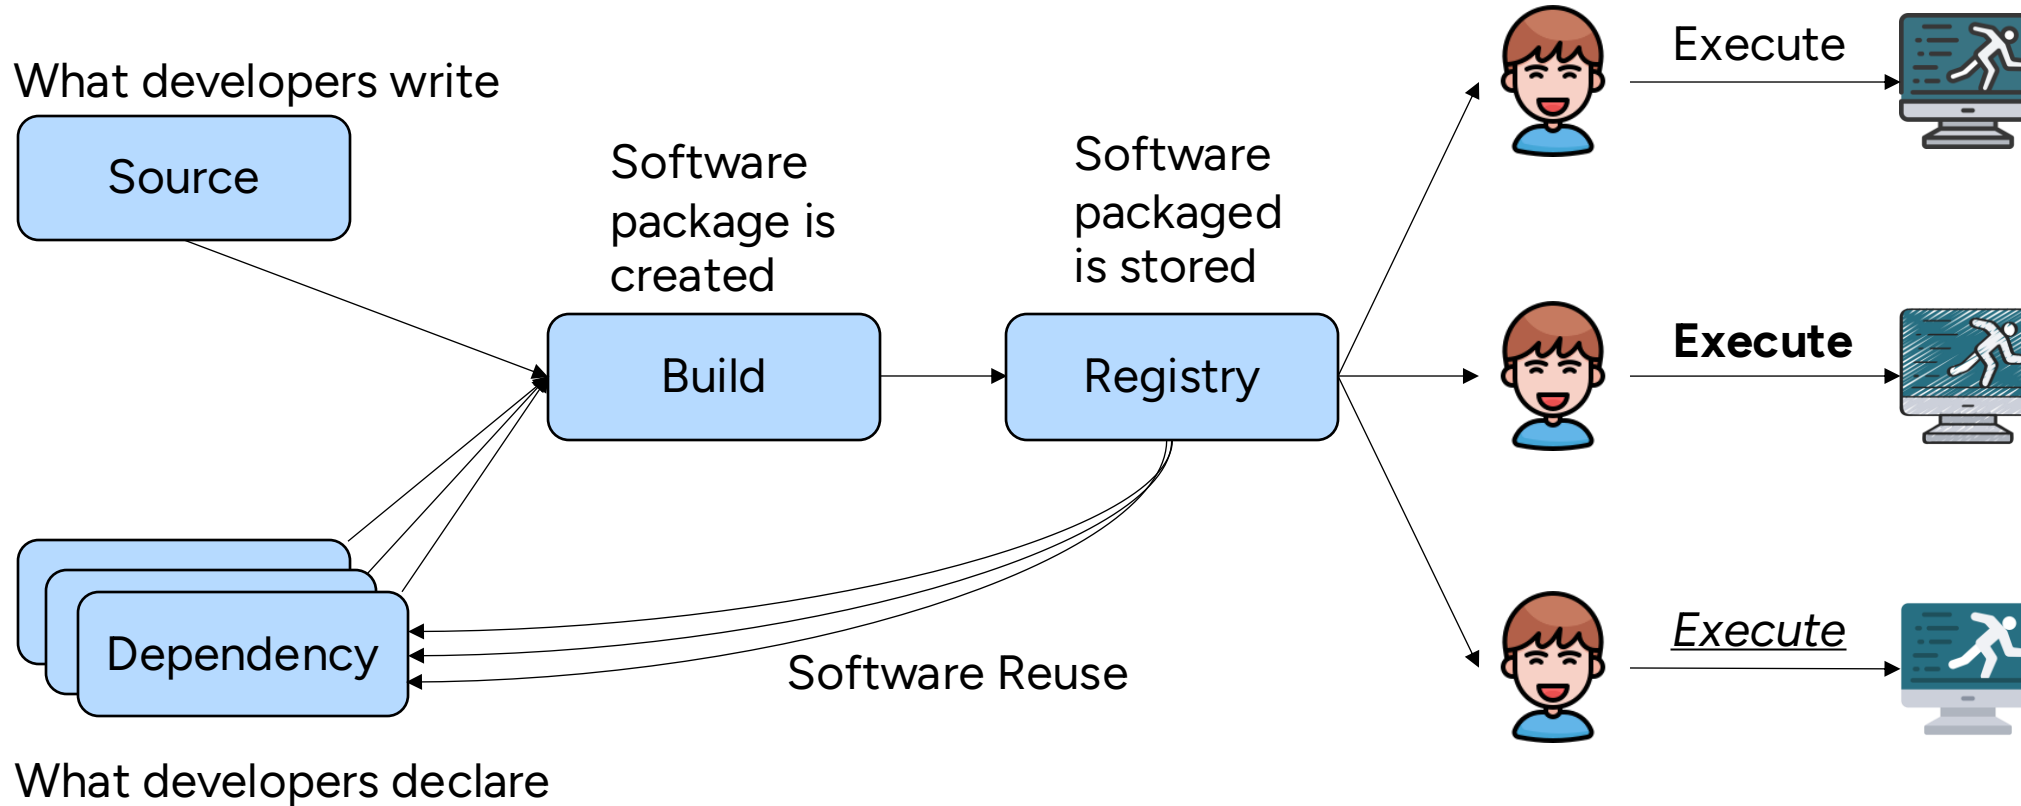 What developers write
Source
Software
package is
created
Build
Software
packaged
is stored
Registry
Execute
Execute
Execute
Dependency
Software Reuse
What developers declare